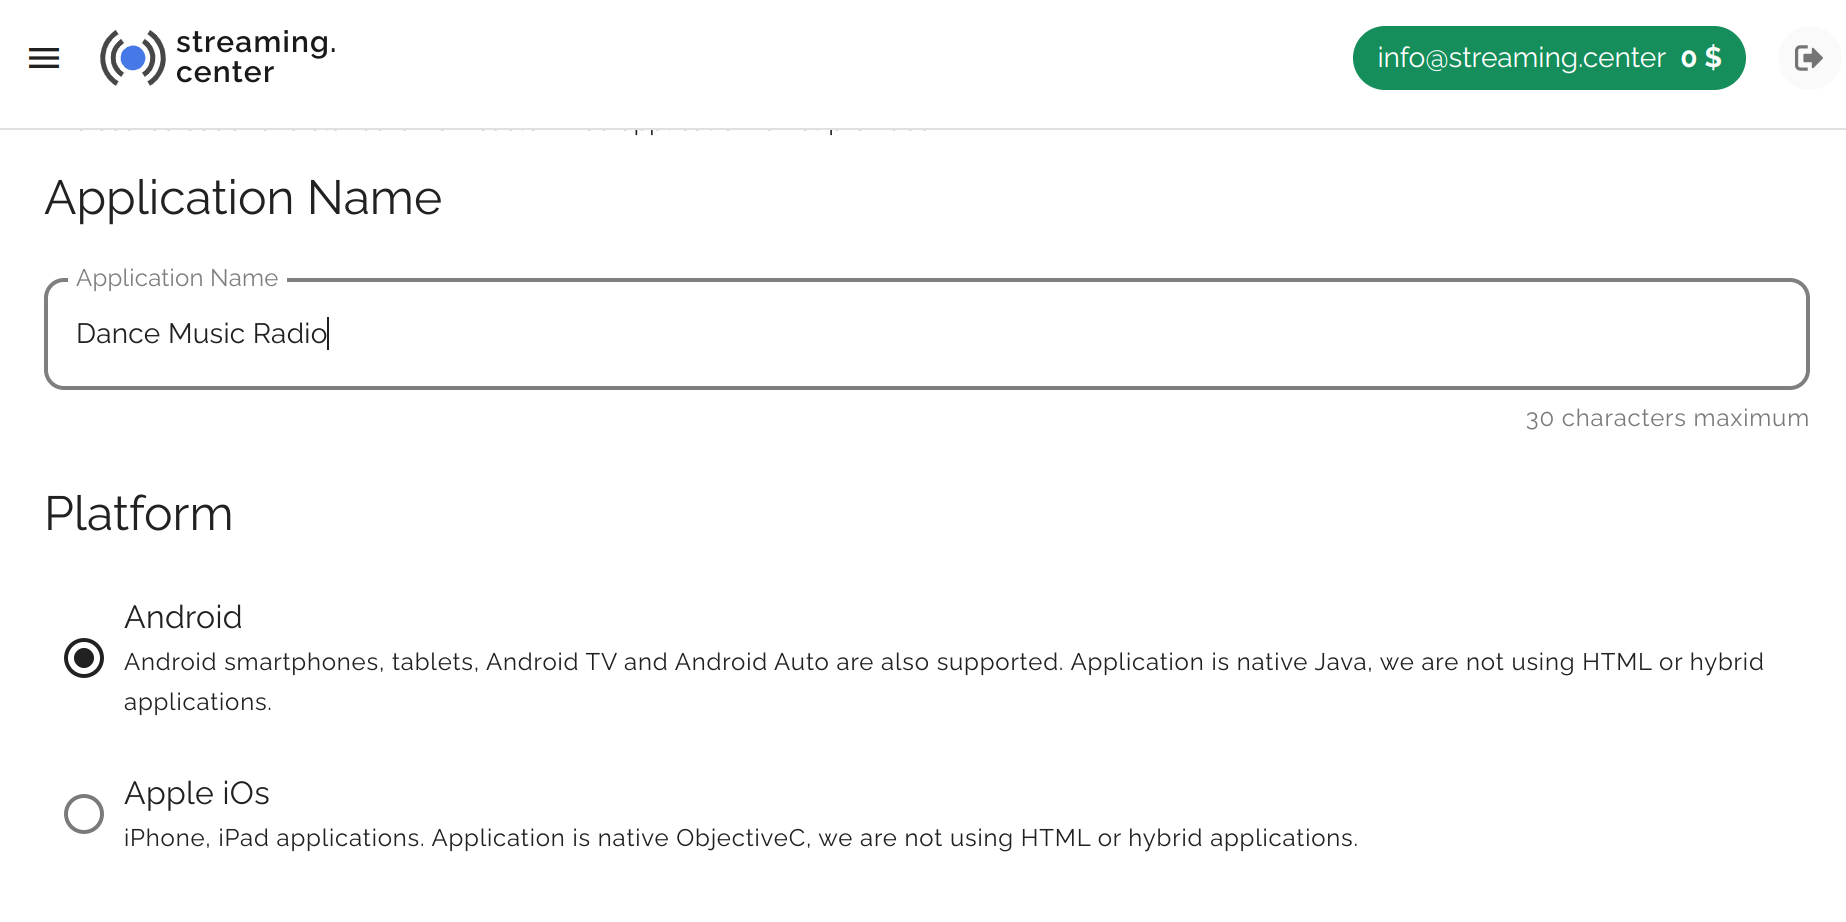 streaming.
center
info@streaming.center 0 $
Application Name
Application Name
Dance Music Radio
30 characters maximum
Platform
Android
Android smartphones, tablets, Android TV and Android Auto are also supported. Application is native Java, we are not using HTML or hybrid
applications.
Apple iOs
iPhone, iPad applications. Application is native ObjectiveC, we are not using HTML or hybrid applications.